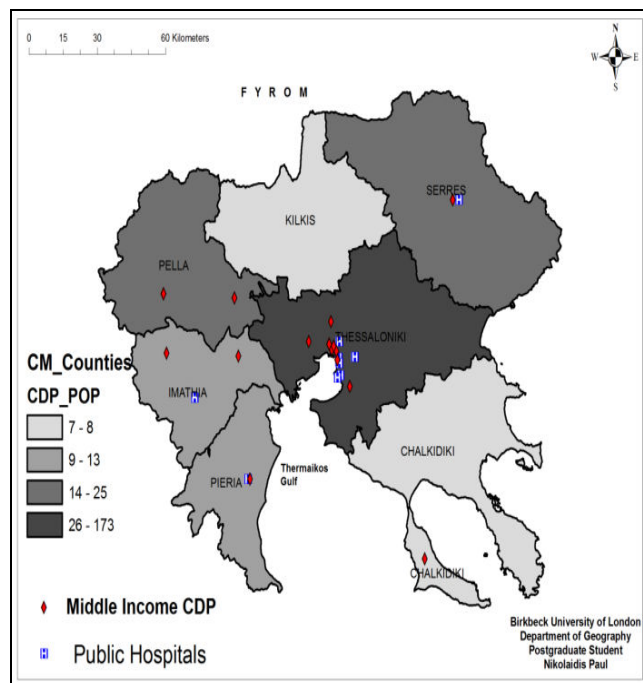 0 15 30 60 Kilometers
N
W E
S
F Y R O M
SERRES
KILKIS
PELLA
THESSALONIKI
CM_Counties
CDP_POP
7 - 8
9 - 13
14 - 25
26 - 173
IMATHIA
CHALKIDIKI
Thermaikos
Gulf
PIERIA
CHALKIDIKI
Middle Income CDP
H Public Hospitals
Birkbeck University of London
Department of Geography
Postgraduate Student
Nikolaidis Paul